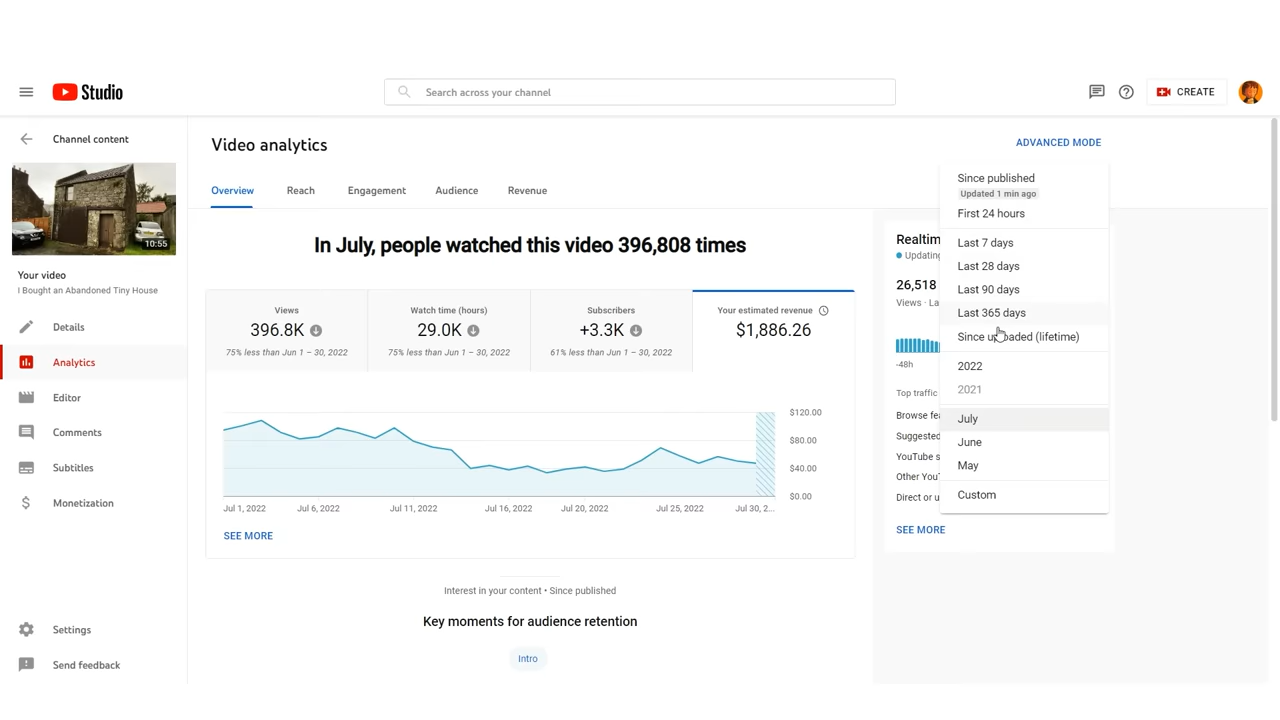 Studio
Search across your channel
CREATE
Channel content
10:55
Your video
I Bought an Abandoned Tiny House
Details
Analytics
Editor
Comments
Subtitles
Monetization
Settings
Send feedback
Video analytics
ADVANCED MODE
Overview
Reach
Engagement
Audience
Revenue
In July, people watched this video 396,808 times
Views
396.8K
75% less than Jun 1 – 30, 2022
Watch time (hours)
29.0K
75% less than Jun 1 – 30, 2022
Subscribers
+3.3K
61% less than Jun 1 – 30, 2022
Your estimated revenue
$1,886.26
$120.00
$80.00
$40.00
$0.00
Jul 1, 2022
Jul 6, 2022
Jul 11, 2022
Jul 16, 2022
Jul 20, 2022
Jul 25, 2022
Jul 30, 2...
SEE MORE
Interest in your content • Since published
Key moments for audience retention
Intro
Realtim
Updating
26,518
Views · La
-48h
Top traffic
Browse fea
Suggested
YouTube s
Other YouT
Direct or u
SEE MORE
Since published
Updated 1 min ago
First 24 hours
Last 7 days
Last 28 days
Last 90 days
Last 365 days
Since uploaded (lifetime)
2022
2021
July
June
May
Custom